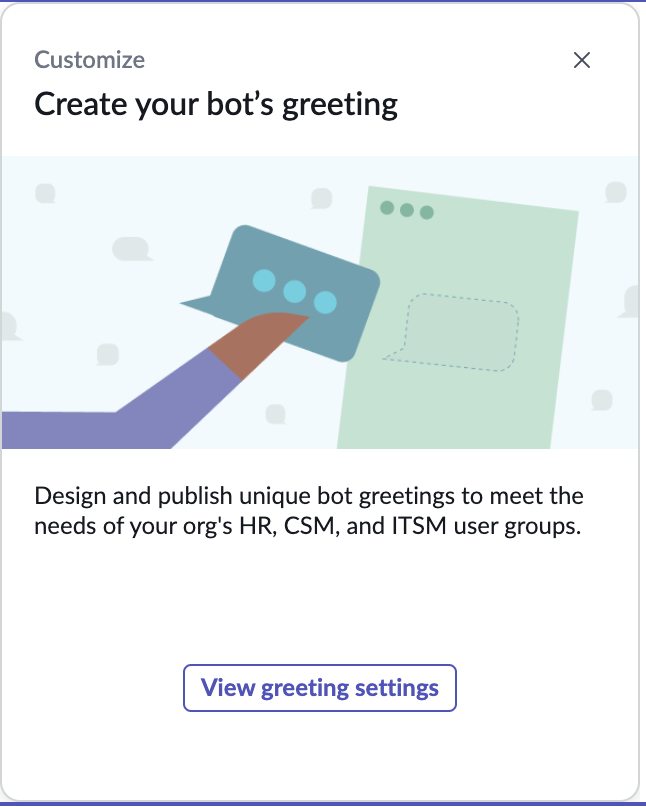 Customize
Create your bot’s greeting
Design and publish unique bot greetings to meet the
needs of your org's HR, CSM, and ITSM user groups.
View greeting settings